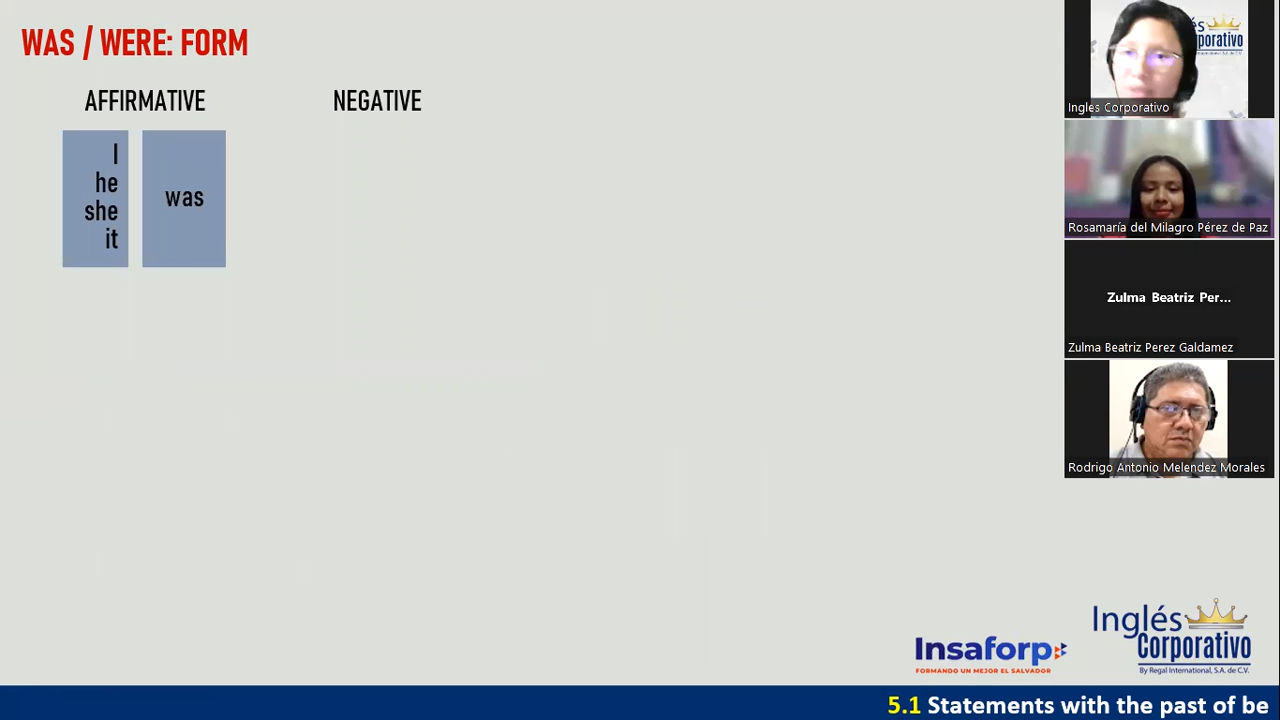 WAS / WERE: FORM
AFFIRMATIVE
NEGATIVE
I
he
she
it
was
Ingles Corporativo
Rosamaría del Milagro Pérez de Paz
Zulma Beatriz Per...
Zulma Beatriz Perez Galdamez
Rodrigo Antonio Melendez Morales
Insaforp
FORMANDO UN MEJOR EL SALVADOR
Inglés
Corporativo
By Regal International, S.A. de C.V.
5.1 Statements with the past of be